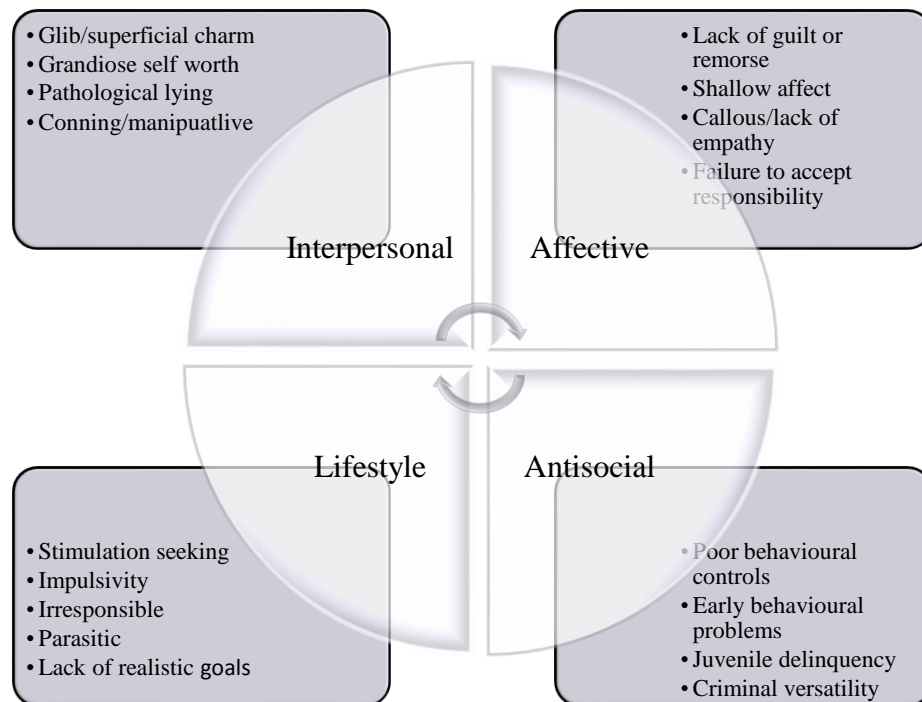 • Glib/superficial charm
• Grandiose self worth
• Pathological lying
• Conning/manipuatlive
• Lack of guilt or
remorse
• Shallow affect
• Callous/lack of
empathy
• Failure to accept
responsibility
Interpersonal
Affective
Lifestyle
Antisocial
• Stimulation seeking
• Impulsivity
• Irresponsible
• Parasitic
• Lack of realistic goals
• Poor behavioural
controls
• Early behavioural
problems
• Juvenile delinquency
• Criminal versatility